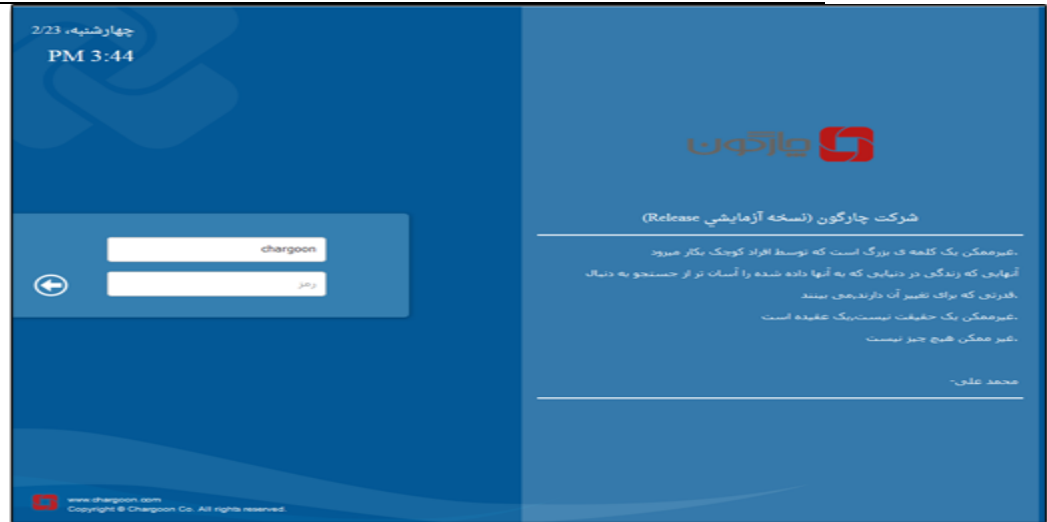 چهارشنبه، 2/23
PM 3:44
چارگون
شرکت چارگون (نسخه آزمایشي Release)
.غیرممکن یک کلمه ی بزرگ است که توسط افراد کوچک بکار میرود
آنهایی که زندگی در دنیایی که به آنها داده شده را آسان تر از جستجو به دنبال
.قدرتی که برای تغییر آن دارند,می بینند
.غیرممکن یک حقیقت نیست,یک عقیده است
.غیر ممکن هیچ چیز نیست
محمد علی-
chargoon
رمز
www.chargoon.com
Copyright © Chargoon Co. All rights reserved.